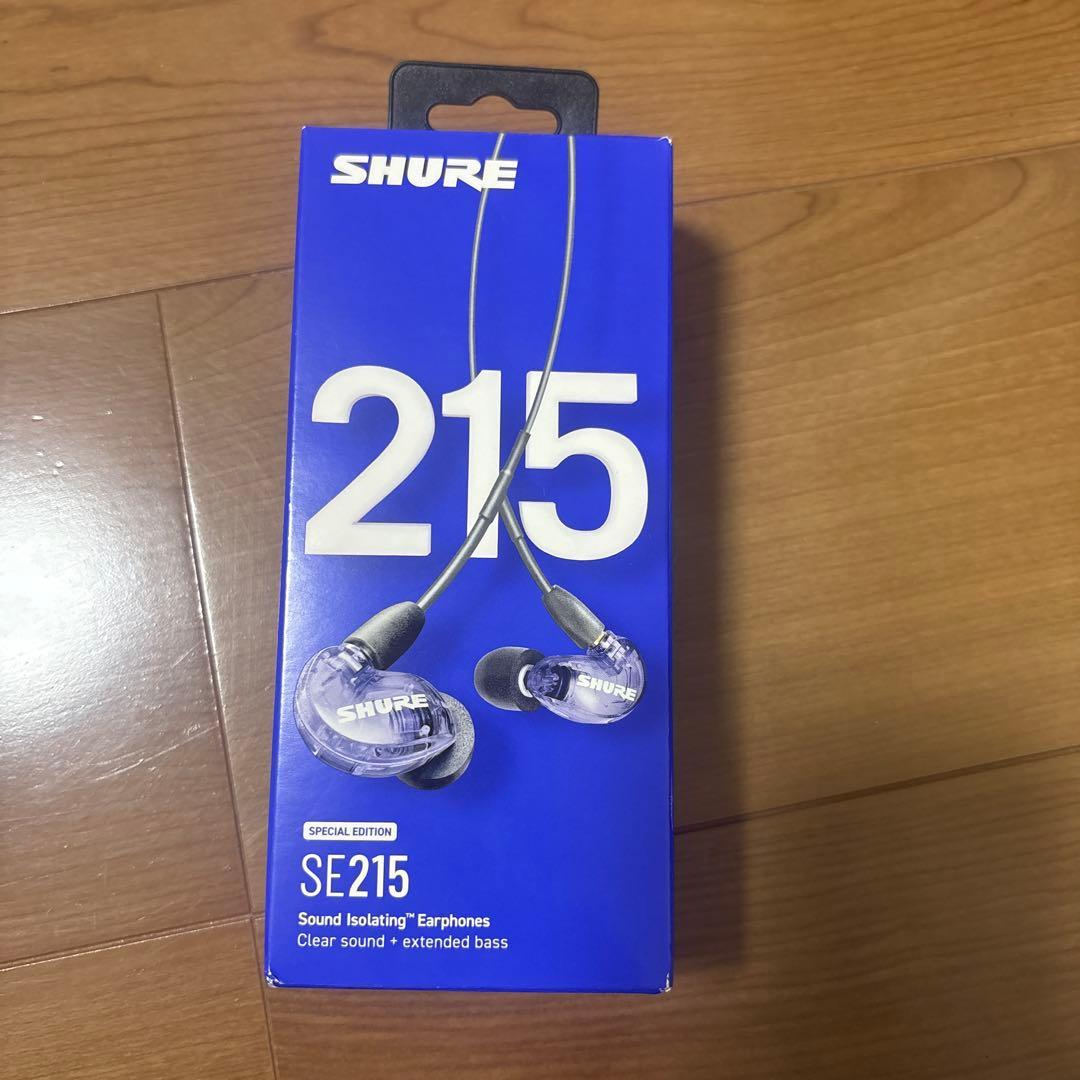 SHURE
215
SHURE
SHURE
SPECIAL EDITION
SE215
Sound Isolating™ Earphones
Clear sound + extended bass